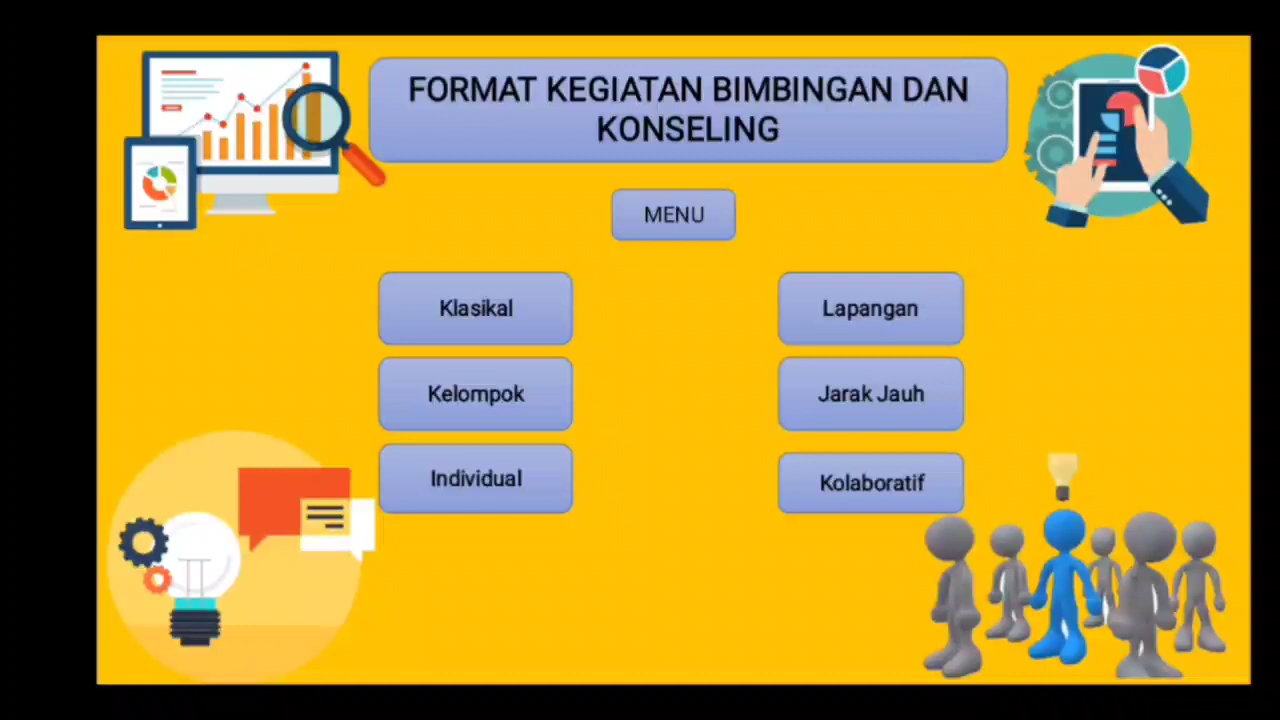 FORMAT KEGIATAN BIMBINGAN DAN
KONSELING
MENU
Klasikal
Kelompok
Individual
Lapangan
Jarak Jauh
Kolaboratif